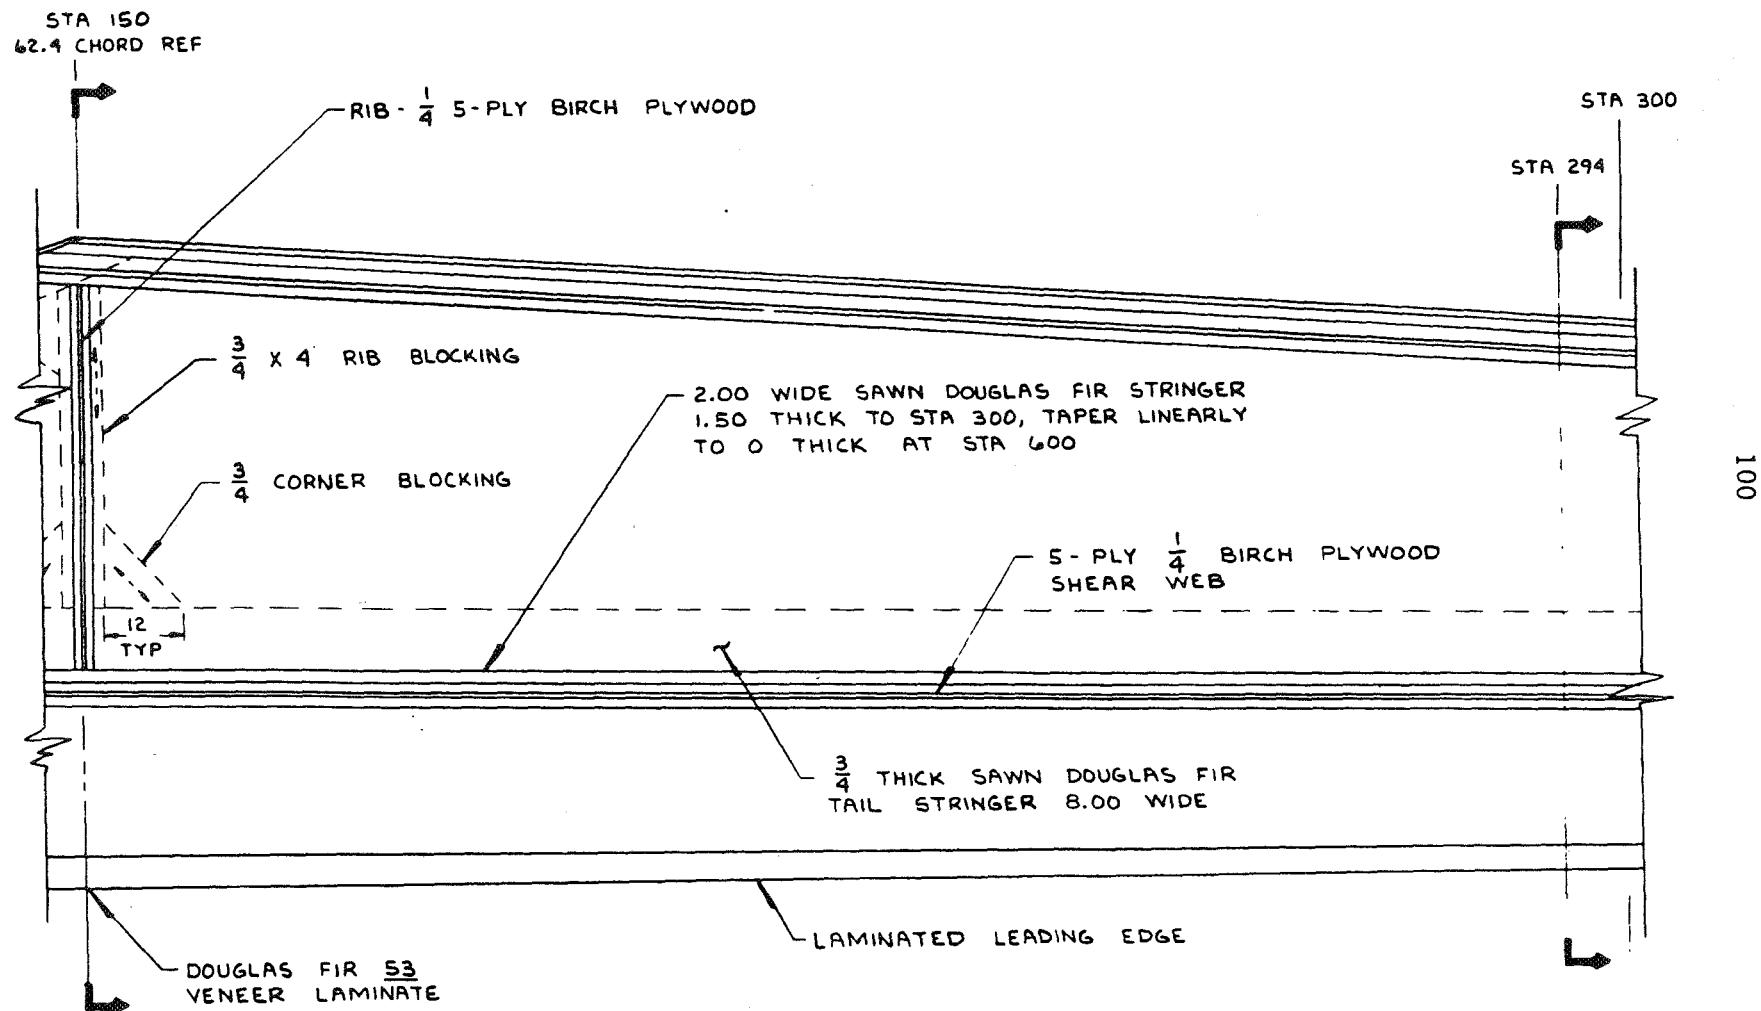 STA 150
62.4 CHORD REF
RIB - 1/4 5-PLY BIRCH PLYWOOD
STA 300
STA 294
3/4 X 4 RIB BLOCKING
2.00 WIDE SAWN DOUGLAS FIR STRINGER
1.50 THICK TO STA 300, TAPER LINEARLY
TO 0 THICK AT STA 600
3/4 CORNER BLOCKING
100
5-PLY 1/4 BIRCH PLYWOOD
SHEAR WEB
12
TYP
3/4 THICK SAWN DOUGLAS FIR
TAIL STRINGER 8.00 WIDE
LAMINATED LEADING EDGE
DOUGLAS FIR 53
VENEER LAMINATE